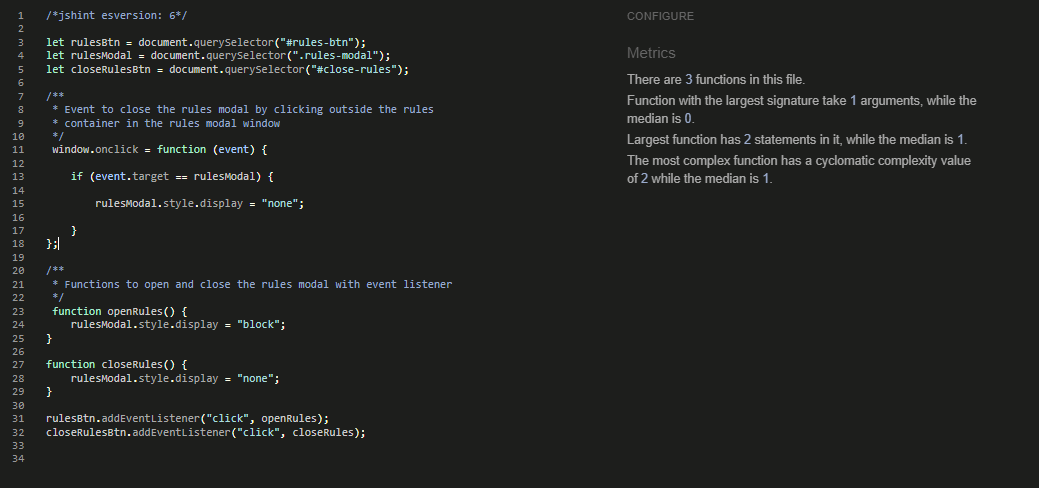 1 /*jshint esversion: 6*/
2
3 let rulesBtn = document.querySelector("#rules-btn");
4 let rulesModal = document.querySelector(".rules-modal");
5 let closeRulesBtn = document.querySelector("#close-rules");
6
7 /**
8  * Event to close the rules modal by clicking outside the rules
9  * container in the rules modal window
10  */
11  window.onclick = function (event) {
12
13     if (event.target == rulesModal) {
14
15         rulesModal.style.display = "none";
16
17     }
18 };
19
20 /**
21  * Functions to open and close the rules modal with event listener
22  */
23  function openRules() {
24     rulesModal.style.display = "block";
25 }
26
27 function closeRules() {
28     rulesModal.style.display = "none";
29 }
30
31 rulesBtn.addEventListener("click", openRules);
32 closeRulesBtn.addEventListener("click", closeRules);
33
34
CONFIGURE
Metrics
There are 3 functions in this file.
Function with the largest signature take 1 arguments, while the
median is 0.
Largest function has 2 statements in it, while the median is 1.
The most complex function has a cyclomatic complexity value
of 2 while the median is 1.